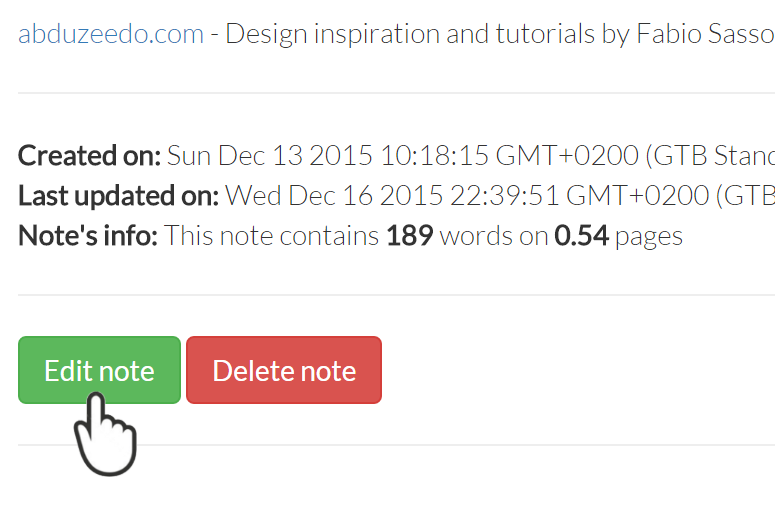 abduzeedo.com - Design inspiration and tutorials by Fabio Sasso
Created on: Sun Dec 13 2015 10:18:15 GMT+0200 (GTB
Last updated on: Wed Dec 16 2015 22:39:51 GMT+0200 (GTB
Note's info: This note contains 189 words on 0.54 pages
Edit note Delete note